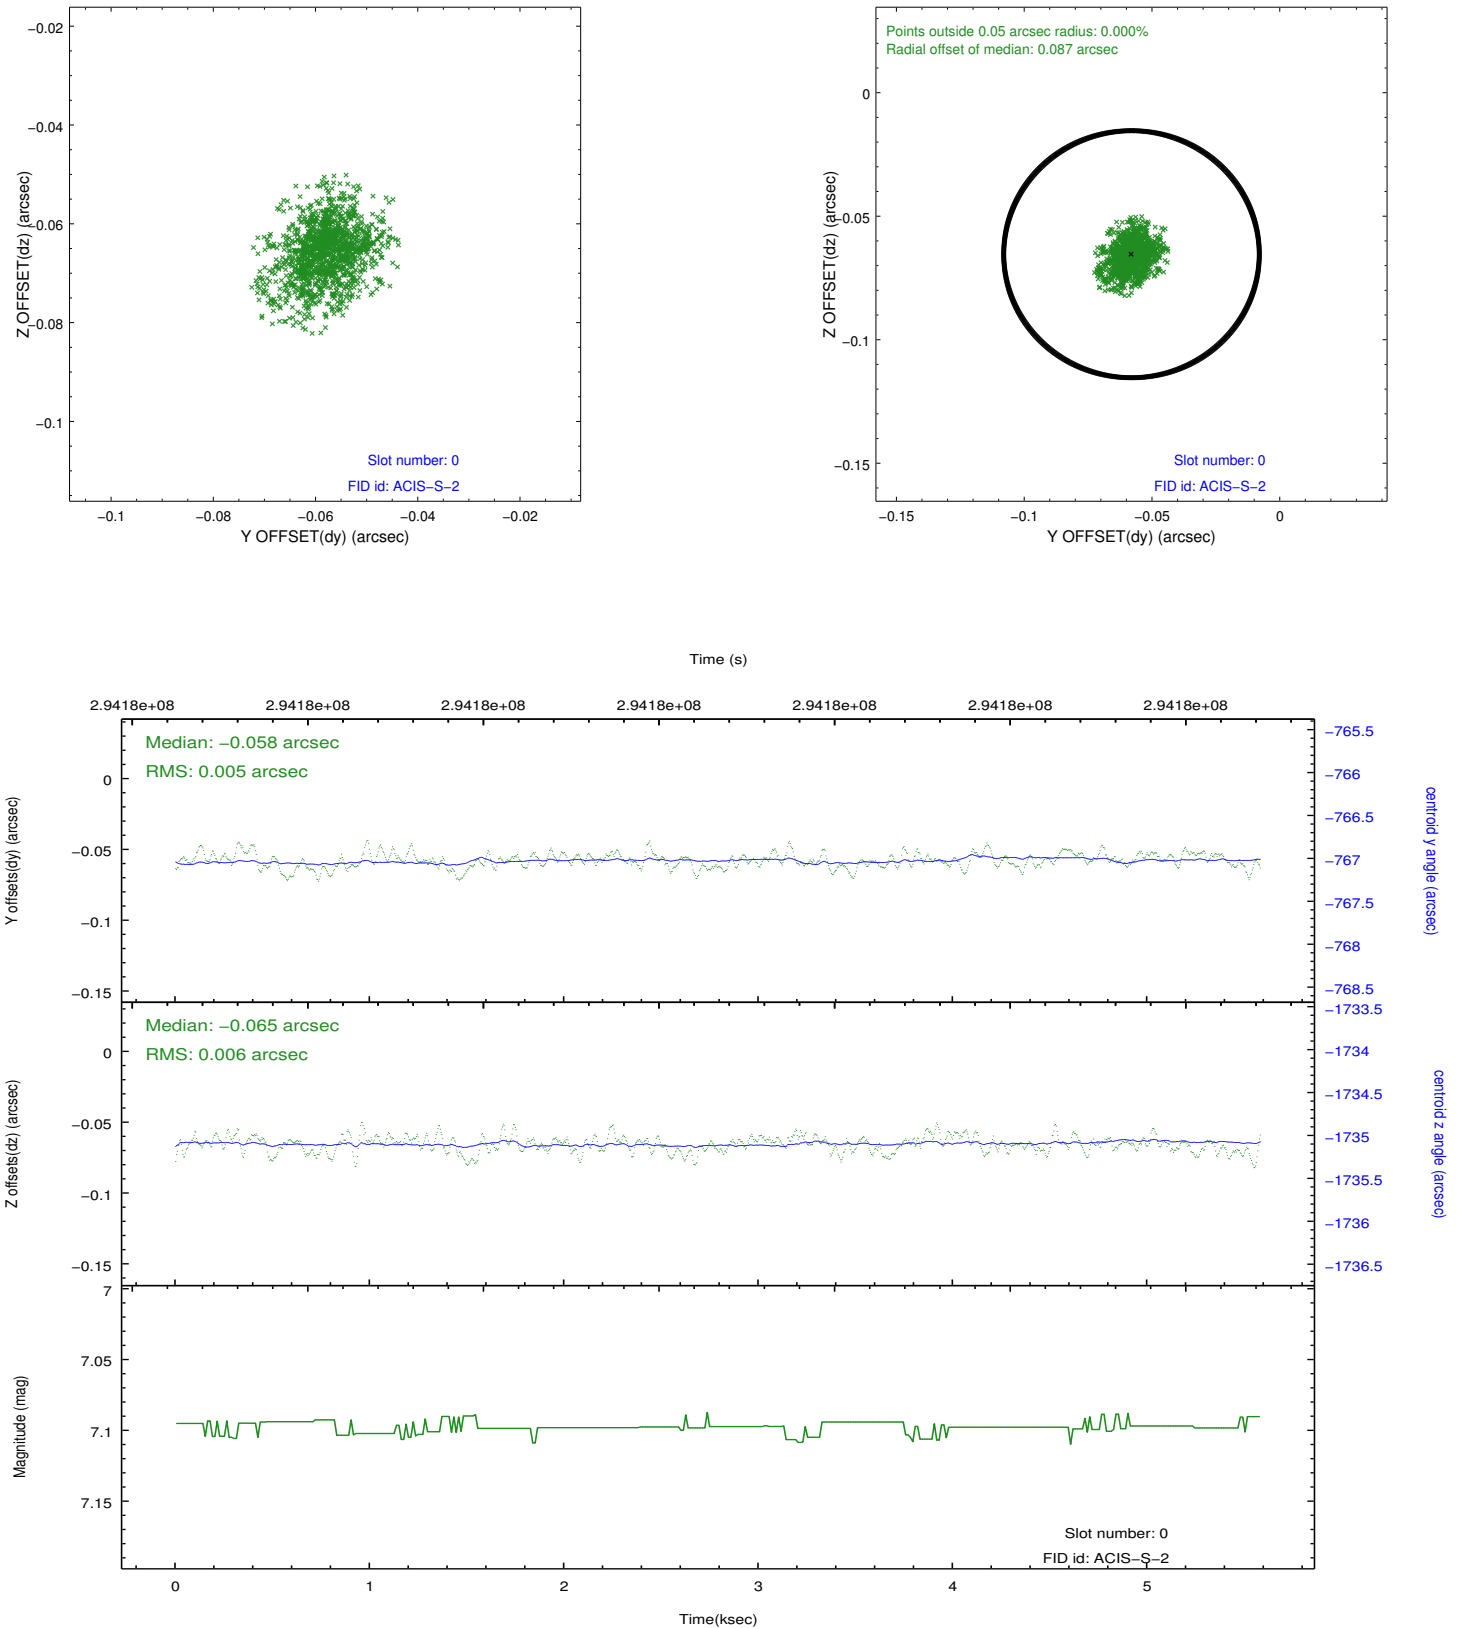 −0.02
−0.04
−0.06
−0.08
−0.1
Z OFFSET(dz) (arcsec)
Slot number: 0
FID id: ACIS−S−2
−0.1
−0.08
−0.06
−0.04
−0.02
Y OFFSET(dy) (arcsec)
Points outside 0.05 arcsec radius: 0.000%
Radial offset of median: 0.087 arcsec
0
−0.05
−0.1
−0.15
Z OFFSET(dz) (arcsec)
Slot number: 0
FID id: ACIS−S−2
−0.15
−0.1
−0.05
0
Y OFFSET(dy) (arcsec)
Time (s)
2.9418e+08
2.9418e+08
2.9418e+08
2.9418e+08
2.9418e+08
2.9418e+08
2.9418e+08
Median: −0.058 arcsec
RMS: 0.005 arcsec
0
−0.05
−0.1
−0.15
Y offsets(dy) (arcsec)
−765.5
−766
−766.5
−767
−767.5
−768
−768.5
centroid y angle (arcsec)
Median: −0.065 arcsec
RMS: 0.006 arcsec
0
−0.05
−0.1
−0.15
Z offsets(dz) (arcsec)
−1733.5
−1734
−1734.5
−1735
−1735.5
−1736
−1736.5
centroid z angle (arcsec)
7
7.05
7.1
7.15
Magnitude (mag)
Slot number: 0
FID id: ACIS−S−2
0
1
2
3
4
5
Time(ksec)